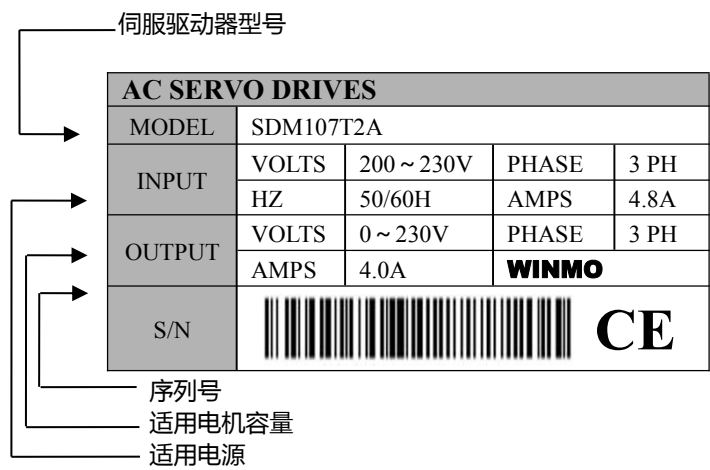 伺服驱动器型号
AC SERVO DRIVES
MODEL SDM107T2A
INPUT VOLTS 200~230V PHASE 3 PH
HZ 50/60H AMPS 4.8A
OUTPUT VOLTS 0~230V PHASE 3 PH
AMPS 4.0A WINMO
S/N CE
序列号
适用电机容量
适用电源